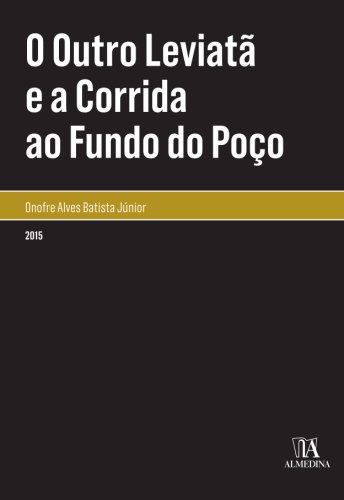 O Outro Leviatã
e a Corrida
ao Fundo do Poço
Onofre Alves Batista Júnior
2015
ALMEDINA